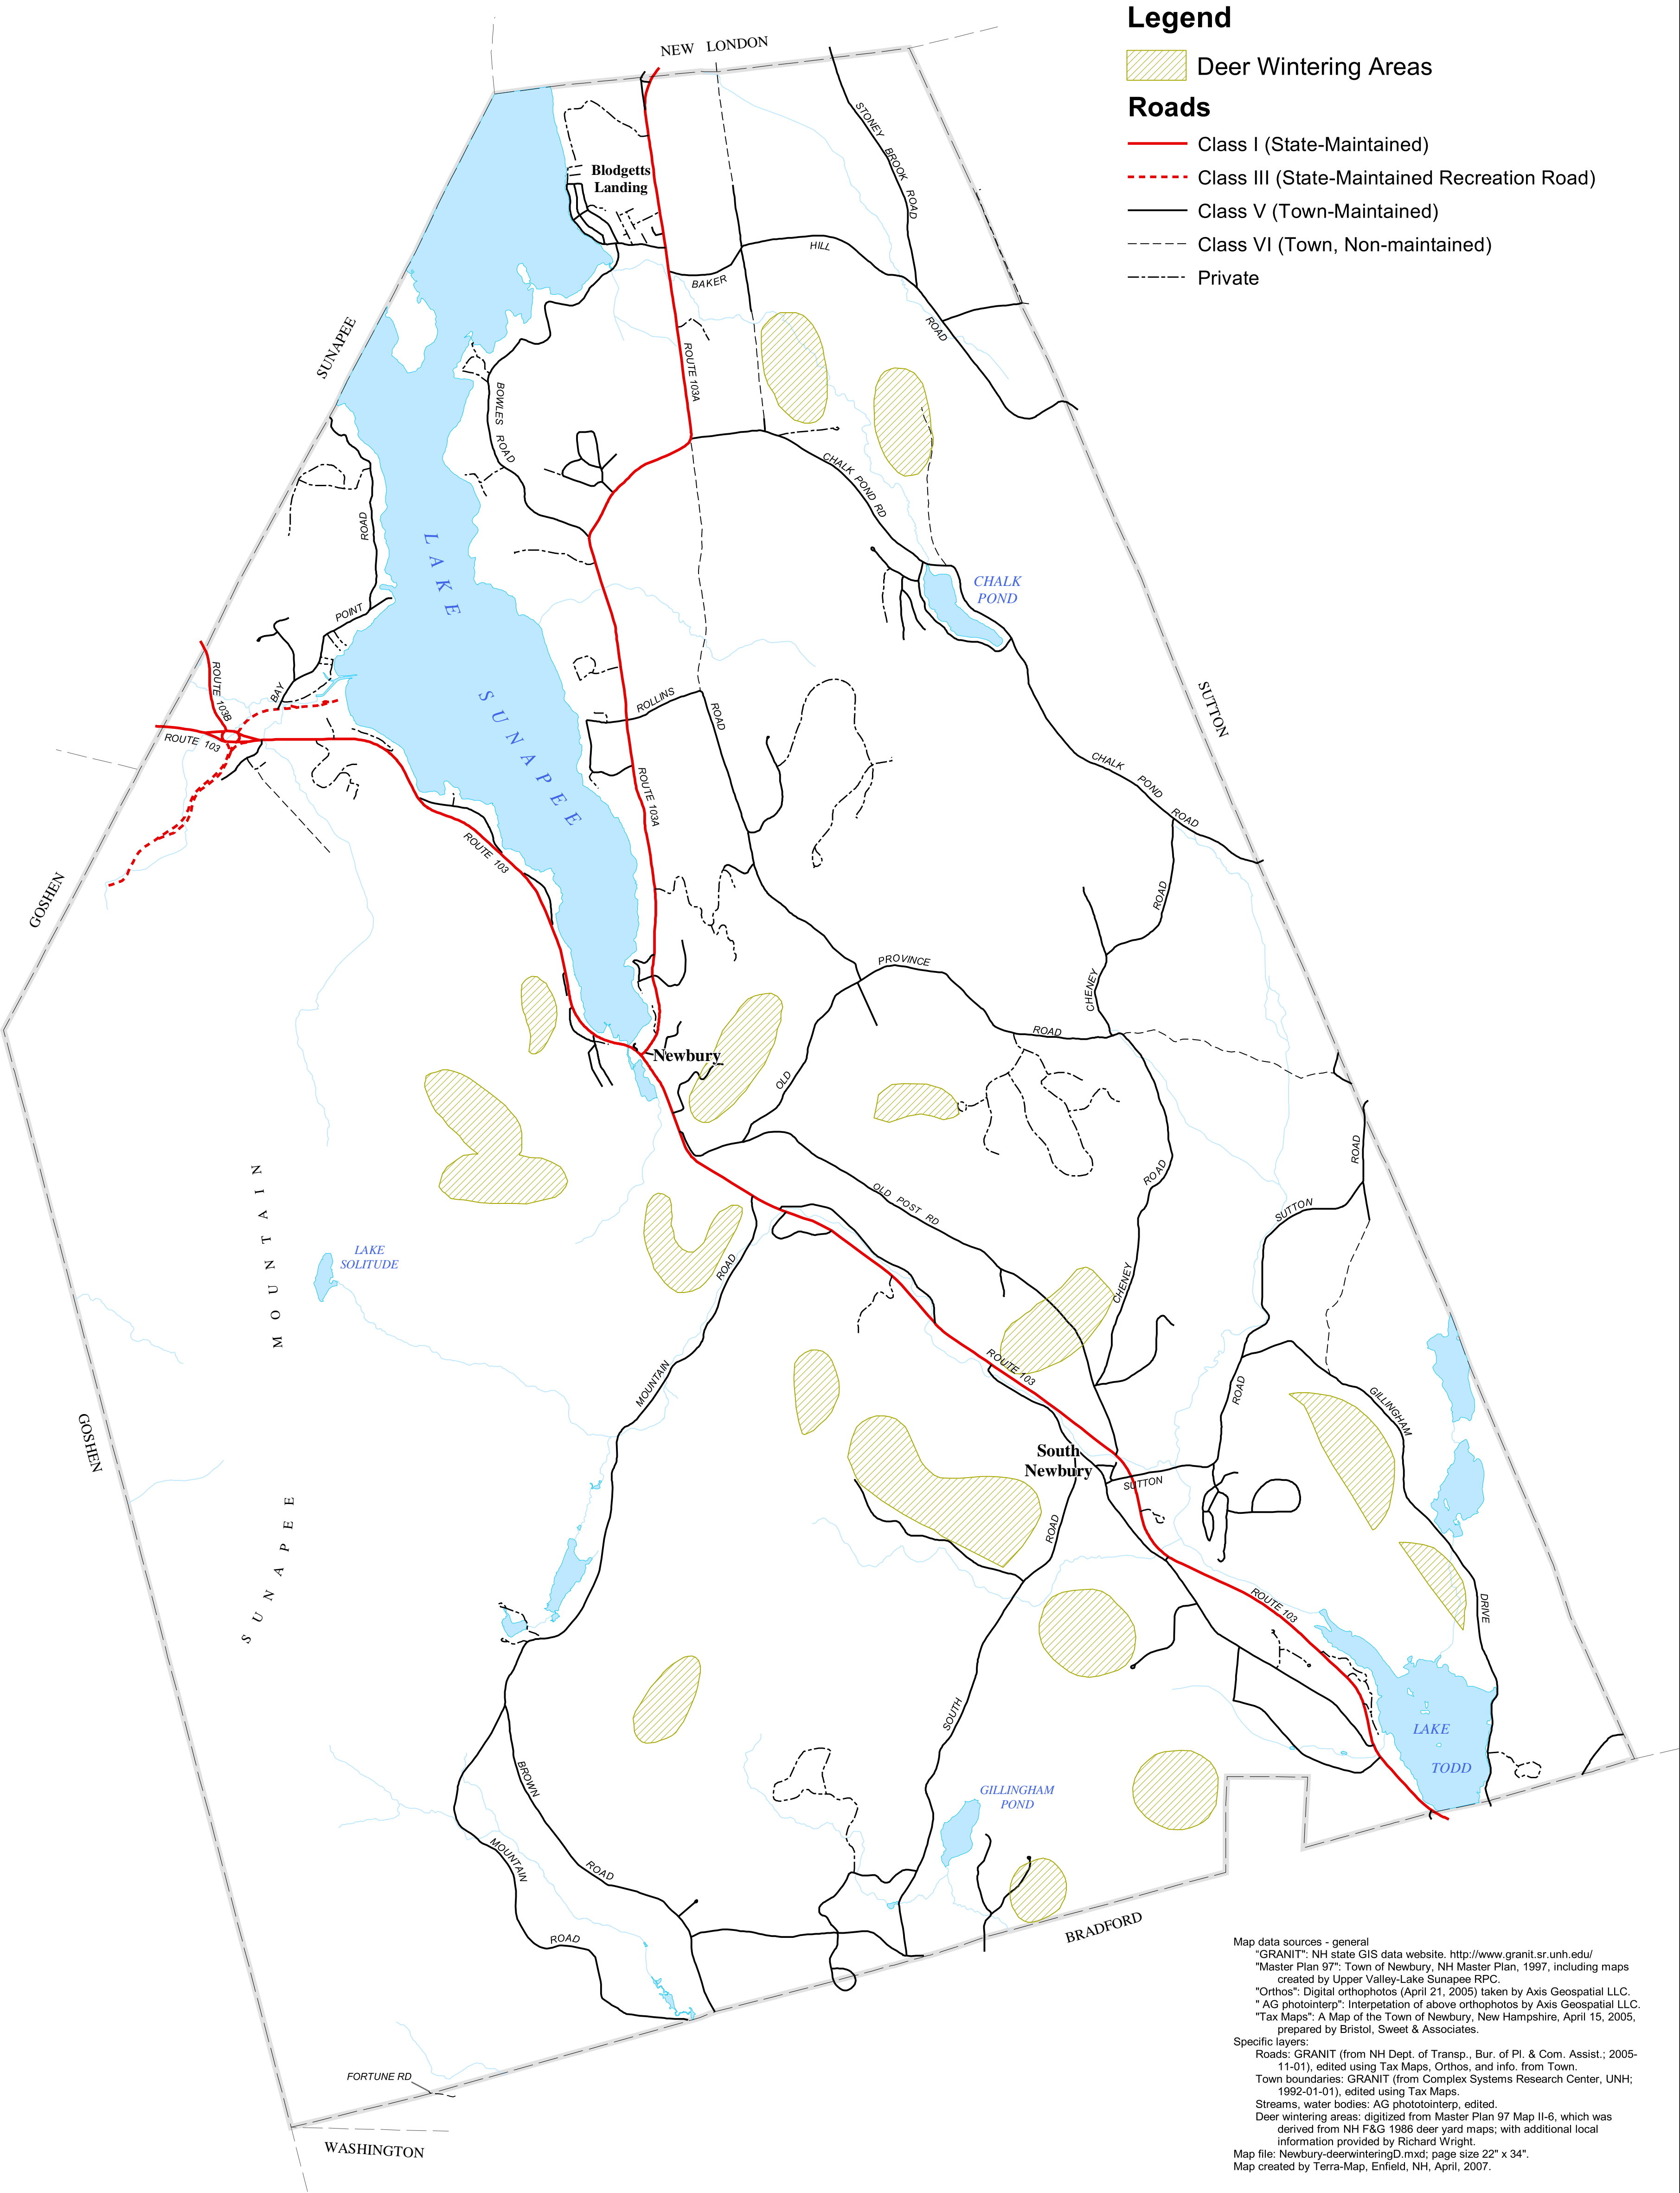 Legend
Deer Wintering Areas
Roads
Class I (State-Maintained)
Class III (State-Maintained Recreation Road)
Class V (Town-Maintained)
Class VI (Town, Non-maintained)
Private
NEW LONDON
STONEY BROOK ROAD
Blodgetts
Landing
BAKER HILL ROAD
SUNAPEE
ROUTE 103A
BOWLES ROAD
CHALK POND RD
LAKE SUNAPEE
CHALK
POND
BAY POINT ROAD
ROUTE 103B
ROUTE 103
ROLLINS ROAD
SUTTON
ROUTE 103A
CHALK POND ROAD
ROUTE 103
GOSHEN
CHENEY ROAD
PROVINCE ROAD
OLD
Newbury
OLD POST RD
ROAD
SUTTON
CHENEY ROAD
SUNAPEE MOUNTAIN
LAKE
SOLITUDE
MOUNTAIN ROAD
ROUTE 103
GOSHEN
South
Newbury
SUTTON ROAD
GILLINGHAM DRIVE
SOUTH ROAD
ROUTE 103
LAKE
TODD
GILLINGHAM
POND
BROWN ROAD
MOUNTAIN ROAD
BRADFORD
FORTUNE RD
WASHINGTON
Map data sources - general
"GRANIT": NH state GIS data website. http://www.granit.sr.unh.edu/
"Master Plan 97": Town of Newbury, NH Master Plan, 1997, including maps
created by Upper Valley-Lake Sunapee RPC.
"Orthos": Digital orthophotos (April 21, 2005) taken by Axis Geospatial LLC.
" AG photointerp": Interpetation of above orthophotos by Axis Geospatial LLC.
"Tax Maps": A Map of the Town of Newbury, New Hampshire, April 15, 2005,
prepared by Bristol, Sweet & Associates.
Specific layers:
Roads: GRANIT (from NH Dept. of Transp., Bur. of Pl. & Com. Assist.; 2005-
11-01), edited using Tax Maps, Orthos, and info. from Town.
Town boundaries: GRANIT (from Complex Systems Research Center, UNH;
1992-01-01), edited using Tax Maps.
Streams, water bodies: AG phototointerp, edited.
Deer wintering areas: digitized from Master Plan 97 Map II-6, which was
derived from NH F&G 1986 deer yard maps; with additional local
information provided by Richard Wright.
Map file: Newbury-deerwinteringD.mxd; page size 22" x 34".
Map created by Terra-Map, Enfield, NH, April, 2007.